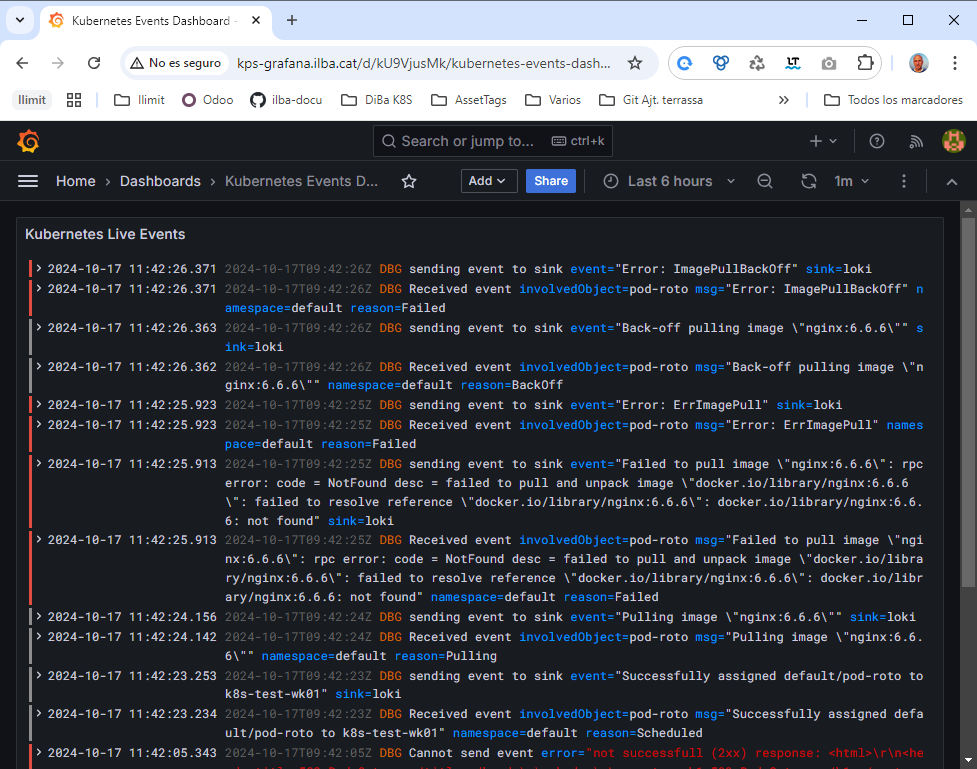 Kubernetes Events Dashboard -
No es seguro
kps-grafana.ilba.cat/d/kU9VjusMk/kubernetes-events-dash...
LT
Ilimit
Ilimit
Odoo
ilba-docu
DiBa K8S
AssetTags
Varios
Git Ajt. terrassa
»
Todos los marcadores
Search or jump to...
ctrl+k
Home › Dashboards › Kubernetes Events D...
Add
Share
Last 6 hours
1m
Kubernetes Live Events
2024-10-17 11:42:26.371 2024-10-17T09:42:26Z DBG sending event to sink event="Error: ImagePullBackOff" sink=loki
2024-10-17 11:42:26.371 2024-10-17T09:42:26Z DBG Received event involvedObject=pod-roto msg="Error: ImagePullBackOff" n
amespace=default reason=Failed
2024-10-17 11:42:26.363 2024-10-17T09:42:26Z DBG sending event to sink event="Back-off pulling image \"nginx:6.6.6\"" s
ink=loki
2024-10-17 11:42:26.362 2024-10-17T09:42:26Z DBG Received event involvedObject=pod-roto msg="Back-off pulling image \"n
ginx:6.6.6\"" namespace=default reason=BackOff
2024-10-17 11:42:25.923 2024-10-17T09:42:25Z DBG sending event to sink event="Error: ErrImagePull" sink=loki
2024-10-17 11:42:25.923 2024-10-17T09:42:25Z DBG Received event involvedObject=pod-roto msg="Error: ErrImagePull" names
pace=default reason=Failed
2024-10-17 11:42:25.913 2024-10-17T09:42:25Z DBG sending event to sink event="Failed to pull image \"nginx:6.6.6\": rpc
error: code = NotFound desc = failed to pull and unpack image \"docker.io/library/nginx:6.6.6
\": failed to resolve reference \"docker.io/library/nginx:6.6.6\": docker.io/library/nginx:6.6.
6: not found" sink=loki
2024-10-17 11:42:25.913 2024-10-17T09:42:25Z DBG Received event involvedObject=pod-roto msg="Failed to pull image \"ngi
nx:6.6.6\": rpc error: code = NotFound desc = failed to pull and unpack image \"docker.io/libra
ry/nginx:6.6.6\": failed to resolve reference \"docker.io/library/nginx:6.6.6\": docker.io/libr
ary/nginx:6.6.6: not found" namespace=default reason=Failed
2024-10-17 11:42:24.156 2024-10-17T09:42:24Z DBG sending event to sink event="Pulling image \"nginx:6.6.6\"" sink=loki
2024-10-17 11:42:24.142 2024-10-17T09:42:24Z DBG Received event involvedObject=pod-roto msg="Pulling image \"nginx:6.6.
6\"" namespace=default reason=Pulling
2024-10-17 11:42:23.253 2024-10-17T09:42:23Z DBG sending event to sink event="Successfully assigned default/pod-roto to
k8s-test-wk01" sink=loki
2024-10-17 11:42:23.234 2024-10-17T09:42:23Z DBG Received event involvedObject=pod-roto msg="Successfully assigned defa
ult/pod-roto to k8s-test-wk01" namespace=default reason=Scheduled
2024-10-17 11:42:05.343 2024-10-17T09:42:05Z DBG Cannot send event error="not successfull (2xx) response: <html>\r\n<he